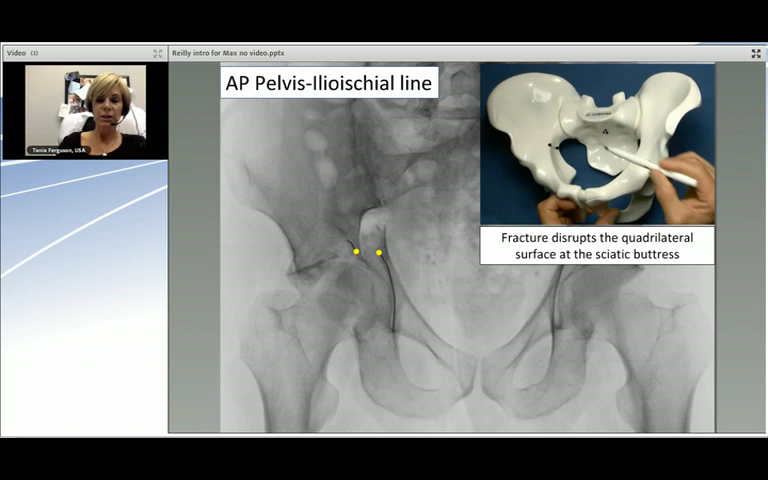 Video (1)
Reilly intro for Max no video.pptx
Tania Ferguson, USA
AP Pelvis-Ilioischial line
Fracture disrupts the quadrilateral
surface at the sciatic buttress